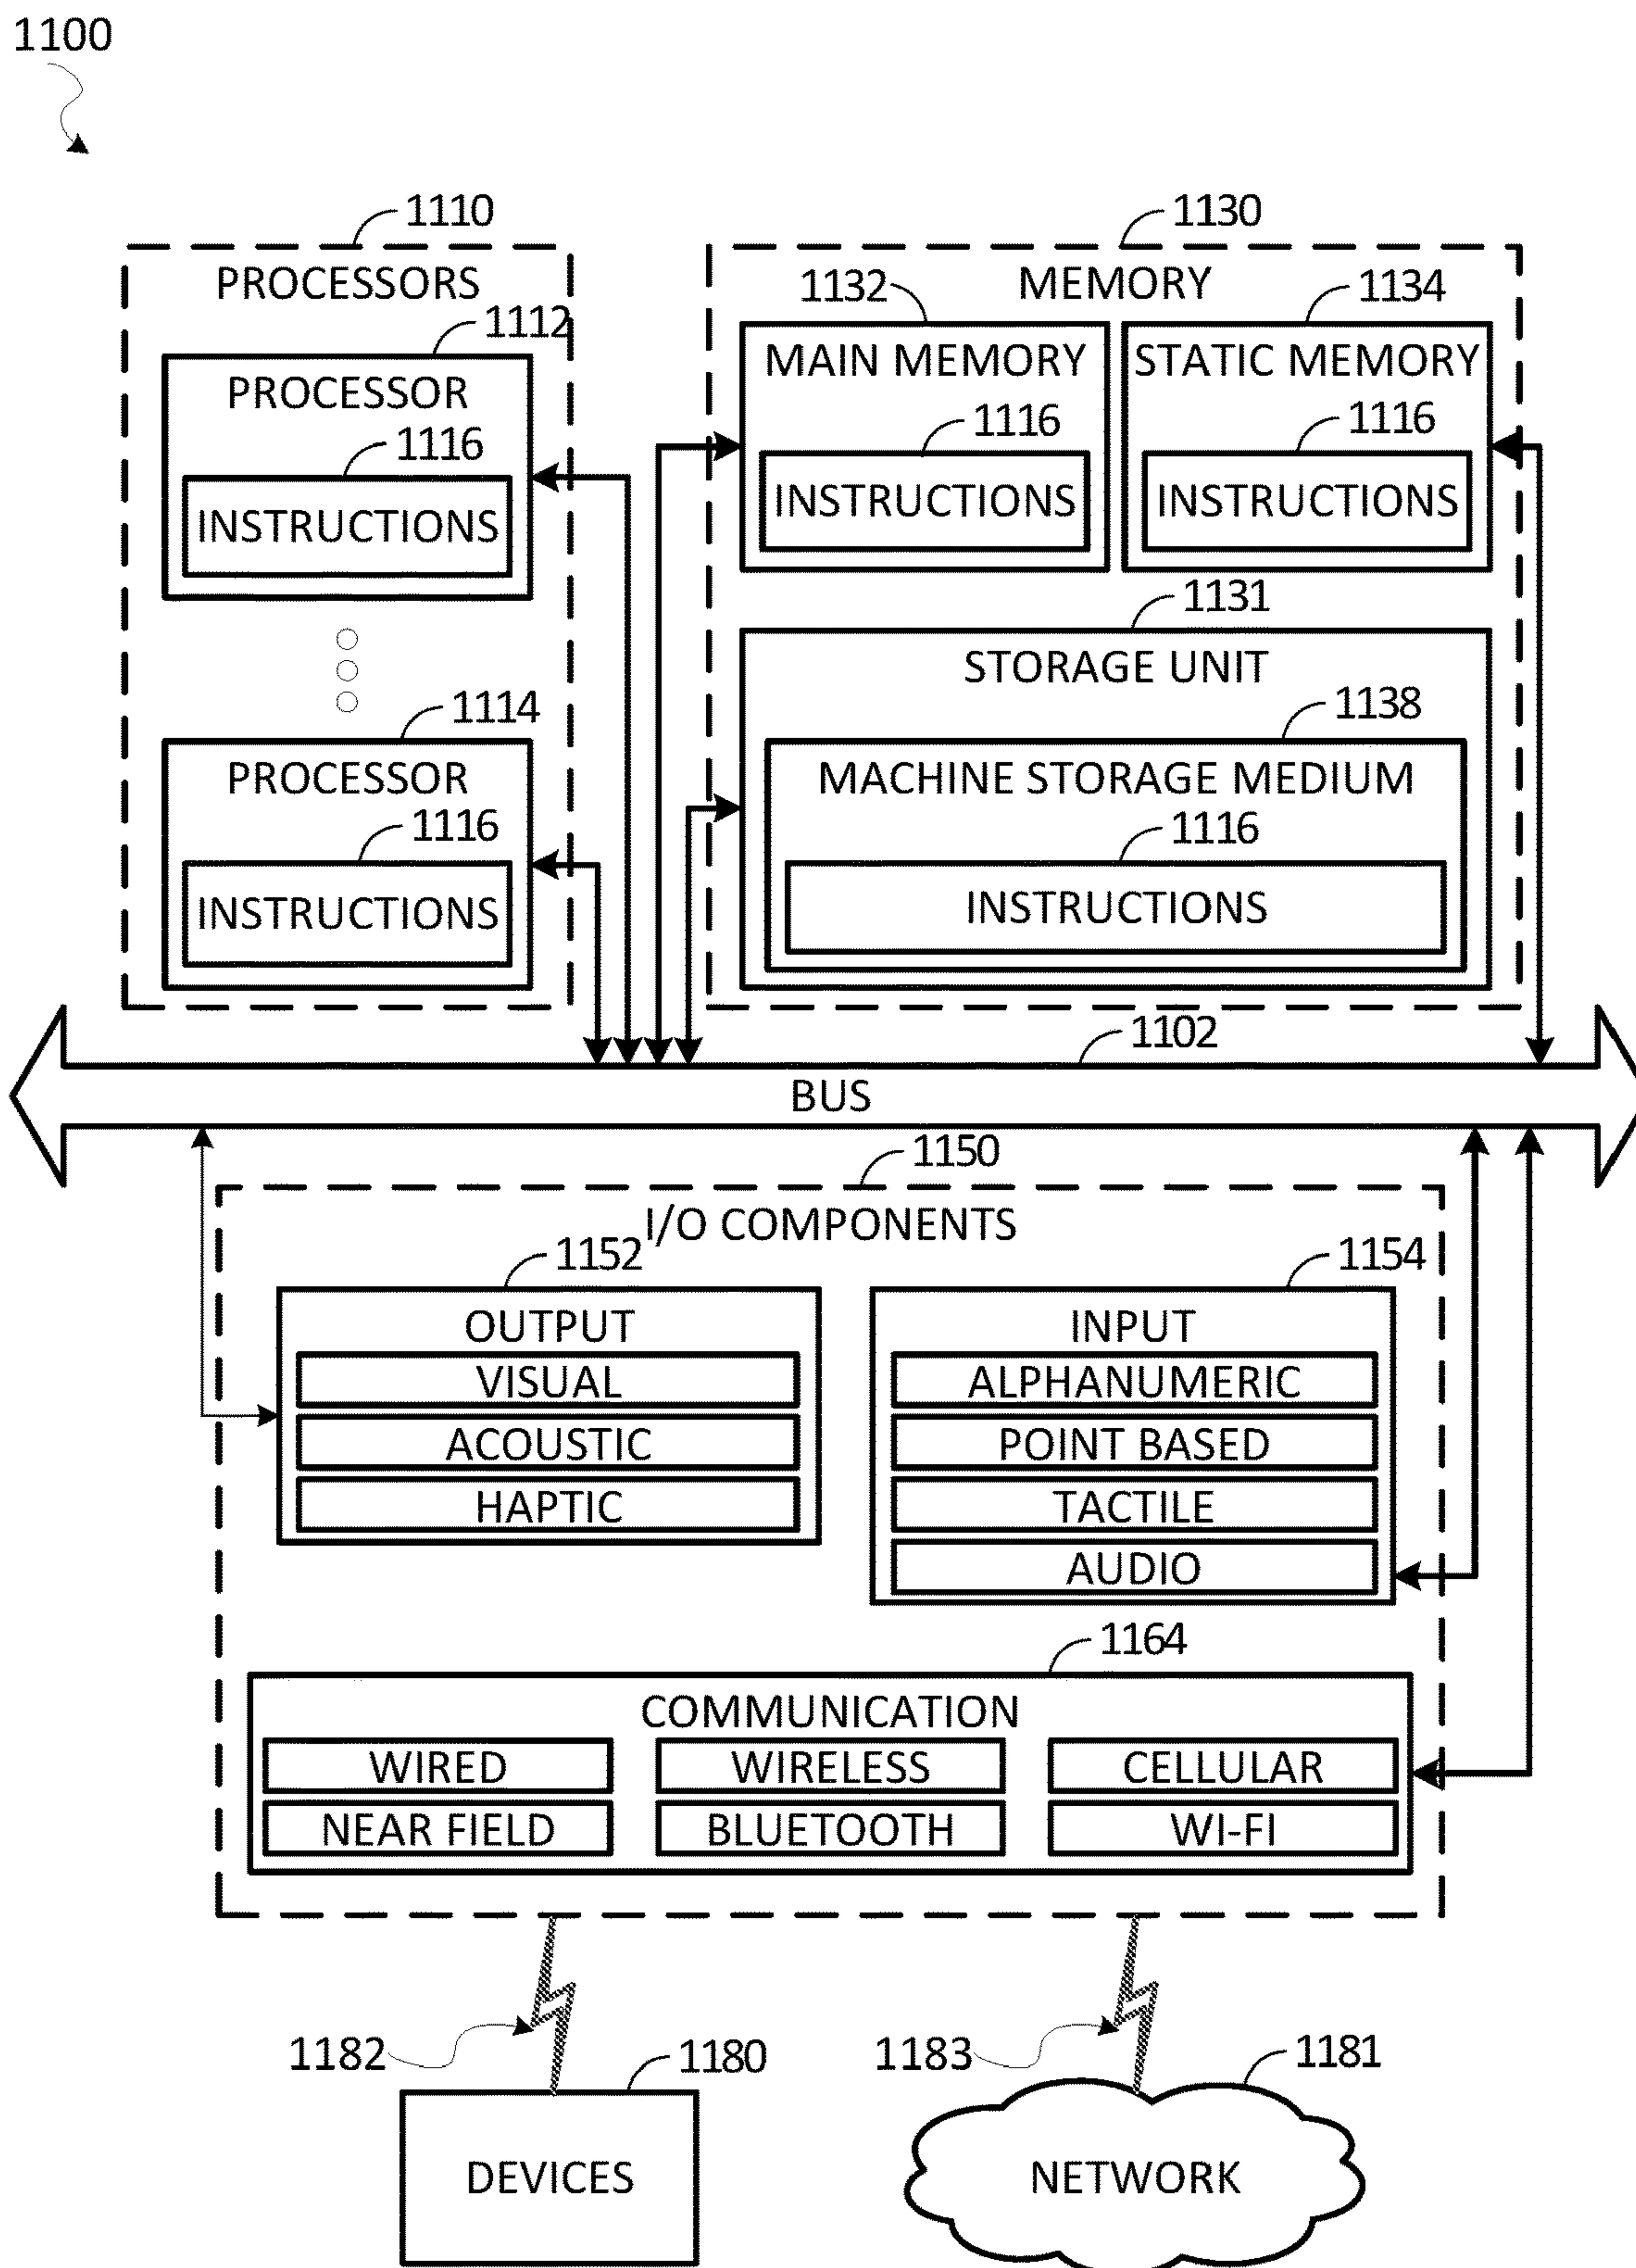 1100
1110
1130
PROCESSORS
1132
MEMORY
1134
1112
PROCESSOR
MAIN MEMORY
STATIC MEMORY
1116
1116
1116
INSTRUCTIONS
INSTRUCTIONS
INSTRUCTIONS
1131
STORAGE UNIT
1114
1138
PROCESSOR
MACHINE STORAGE MEDIUM
1116
1116
INSTRUCTIONS
INSTRUCTIONS
1102
BUS
1150
I/O COMPONENTS
1152
1154
OUTPUT
INPUT
VISUAL
ALPHANUMERIC
ACOUSTIC
POINT BASED
HAPTIC
TACTILE
AUDIO
1164
COMMUNICATION
WIRED
WIRELESS
CELLULAR
NEAR FIELD
BLUETOOTH
WI-FI
1182
1180
1183
1181
DEVICES
NETWORK